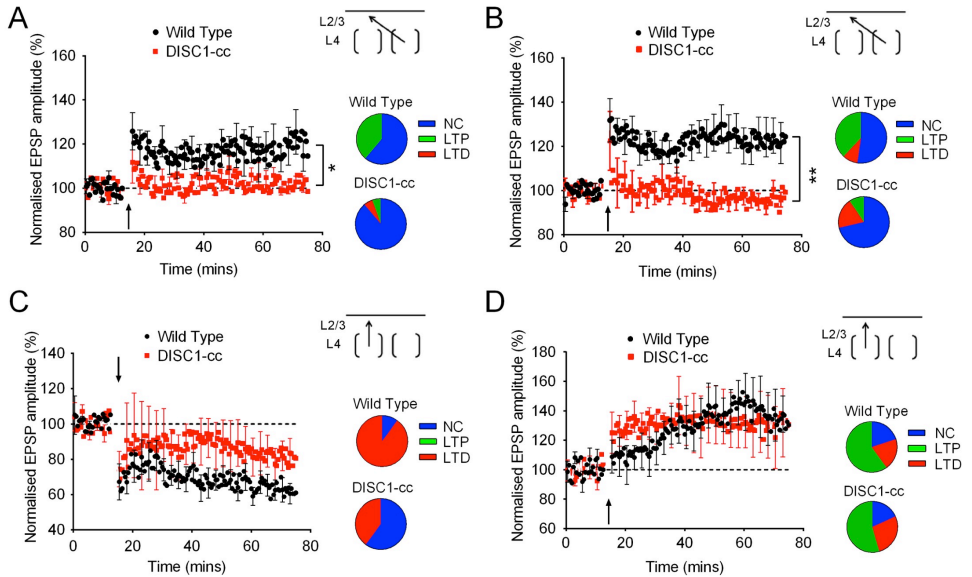 A
Wild Type
DISC1-cc
L2/3
L4
Normalised EPSP amplitude (%)
160
140
120
100
80
60
0
20
40
60
80
Time (mins)
*
Wild Type
NC
LTP
LTD
DISC1-cc
B
Wild Type
DISC1-cc
L2/3
L4
Normalised EPSP amplitude (%)
160
140
120
100
80
0
20
40
60
80
Time (mins)
**
Wild Type
NC
LTP
LTD
DISC1-cc
C
Wild Type
DISC1-cc
L2/3
L4
Normalised EPSP amplitude (%)
140
120
100
80
60
40
0
20
40
60
80
Time (mins)
Wild Type
NC
LTP
LTD
DISC1-cc
D
Wild Type
DISC1-cc
L2/3
L4
Normalised EPSP amplitude (%)
180
160
140
120
100
80
60
0
20
40
60
80
Time (mins)
Wild Type
NC
LTP
LTD
DISC1-cc